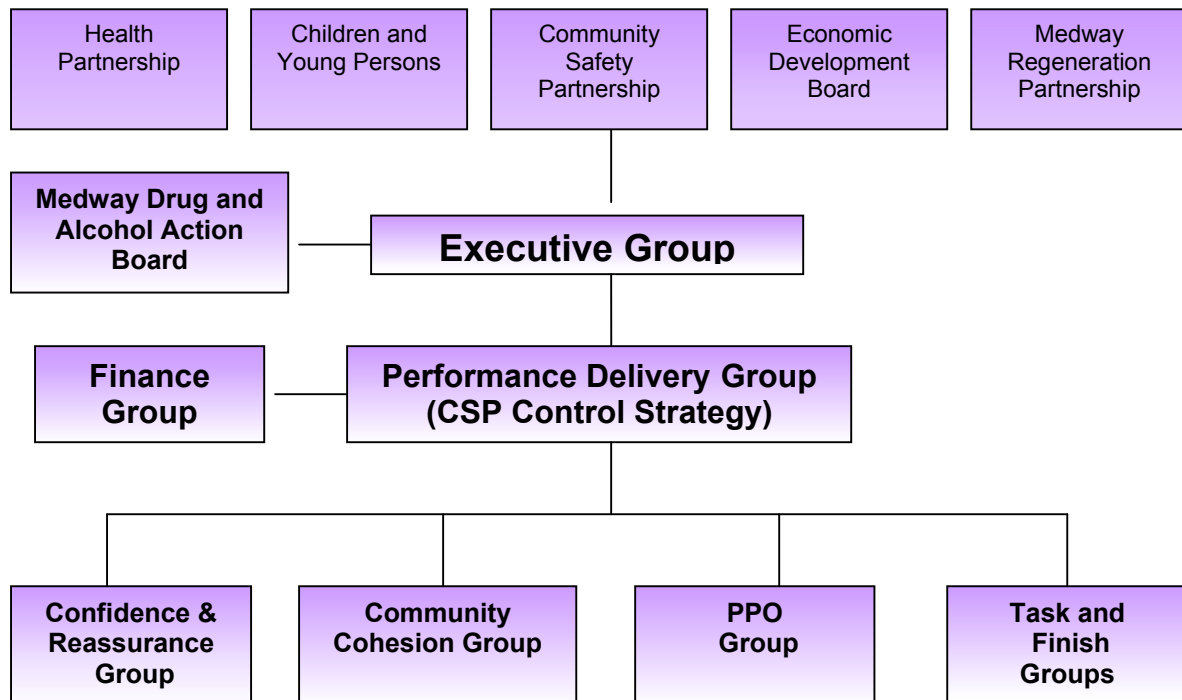 Health
Partnership
Children and
Young Persons
Community
Safety
Partnership
Economic
Development
Board
Medway
Regeneration
Partnership
Medway Drug and
Alcohol Action
Board
Executive Group
Finance
Group
Performance Delivery Group
(CSP Control Strategy)
Confidence &
Reassurance
Group
Community
Cohesion Group
PPO
Group
Task and
Finish
Groups